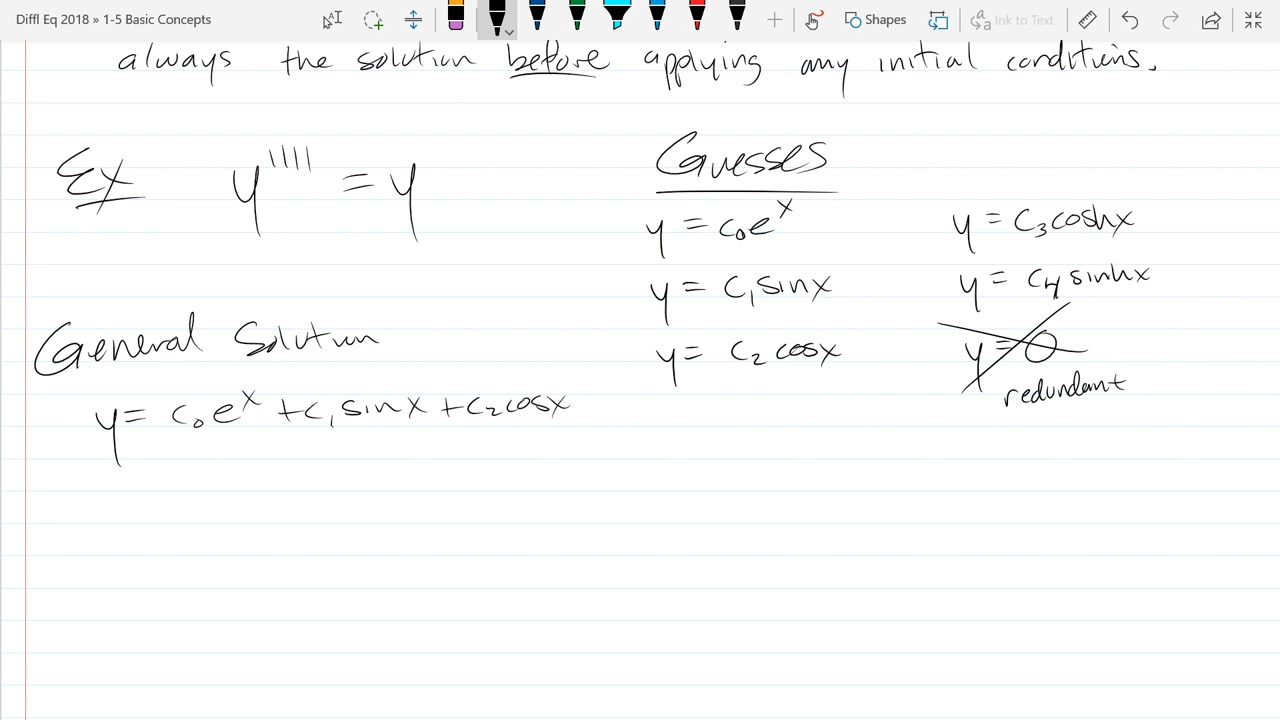 Diffl Eq 2018 » 1-5 Basic Concepts
Shapes
Ink to Text
always the solution before applying any initial conditions.
Ex y'''' = y
Guesses
y = c₀eˣ
y = c₁sinx
y = c₂cosx
y = c₃coshx
y = c₄sinhx
y = 0
redundant
General Solution
y = c₀eˣ + c₁sinx + c₂cosx